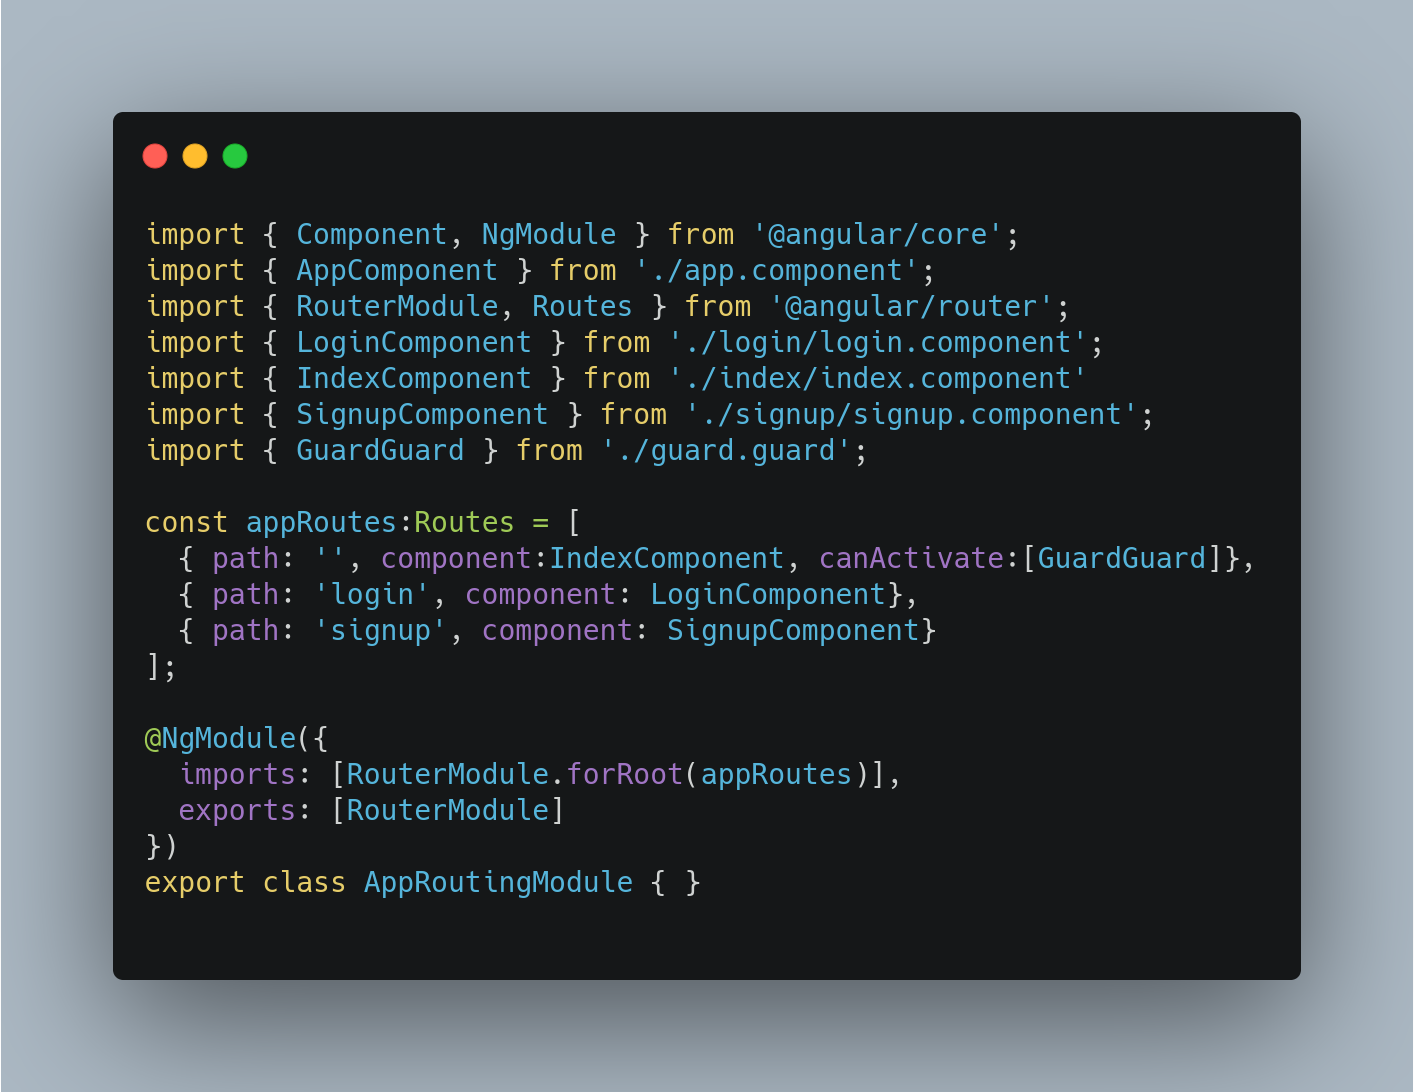 import { Component, NgModule } from '@angular/core';
import { AppComponent } from './app.component';
import { RouterModule, Routes } from '@angular/router';
import { LoginComponent } from './login/login.component';
import { IndexComponent } from './index/index.component'
import { SignupComponent } from './signup/signup.component';
import { GuardGuard } from './guard.guard';

const appRoutes:Routes = [
  { path: '', component:IndexComponent, canActivate:[GuardGuard]},
  { path: 'login', component: LoginComponent},
  { path: 'signup', component: SignupComponent}
];

@NgModule({
  imports: [RouterModule.forRoot(appRoutes)],
  exports: [RouterModule]
})
export class AppRoutingModule { }